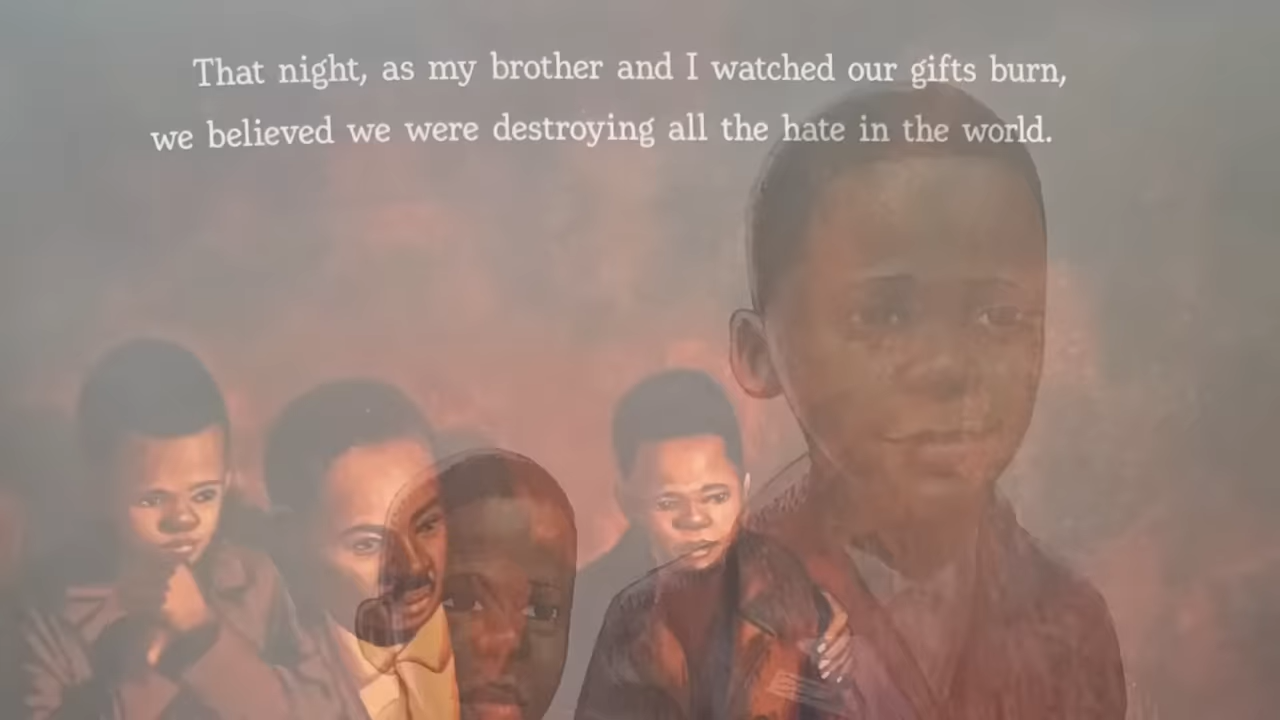 That night, as my brother and I watched our gifts burn,
we believed we were destroying all the hate in the world.